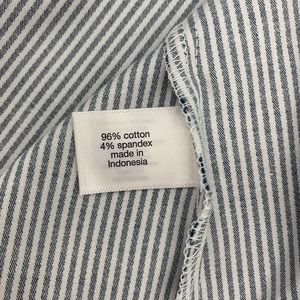 96% cotton
4% spandex
made in
Indonesia